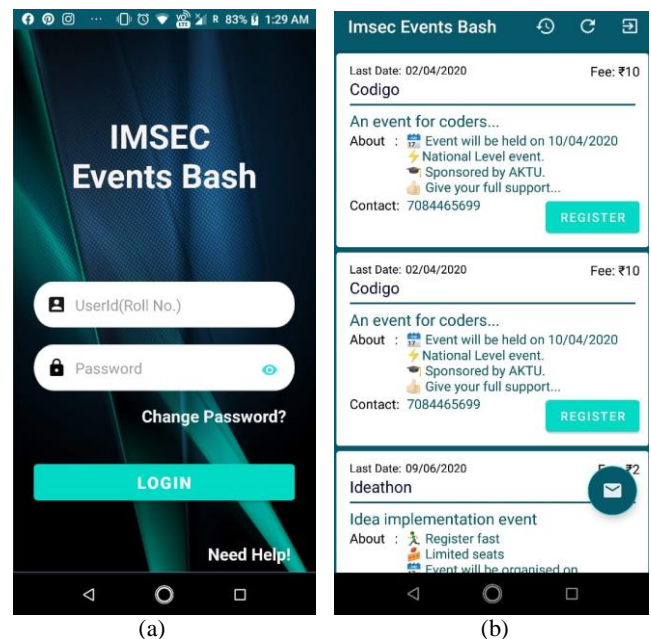 R 83% 1:29 AM
IMSEC
Events Bash
UserId(Roll No.)
Password
Change Password?
LOGIN
Need Help!
(a)
Imsec Events Bash
Last Date: 02/04/2020 Fee: ₹10
Codigo
An event for coders...
About : Event will be held on 10/04/2020
National Level event.
Sponsored by AKTU.
Give your full support...
Contact: 7084465699
REGISTER
Last Date: 02/04/2020 Fee: ₹10
Codigo
An event for coders...
About : Event will be held on 10/04/2020
National Level event.
Sponsored by AKTU.
Give your full support...
Contact: 7084465699
REGISTER
Last Date: 09/06/2020 ₹2
Ideathon
Idea implementation event
About : Register fast
Limited seats
Event will be organised on
(b)